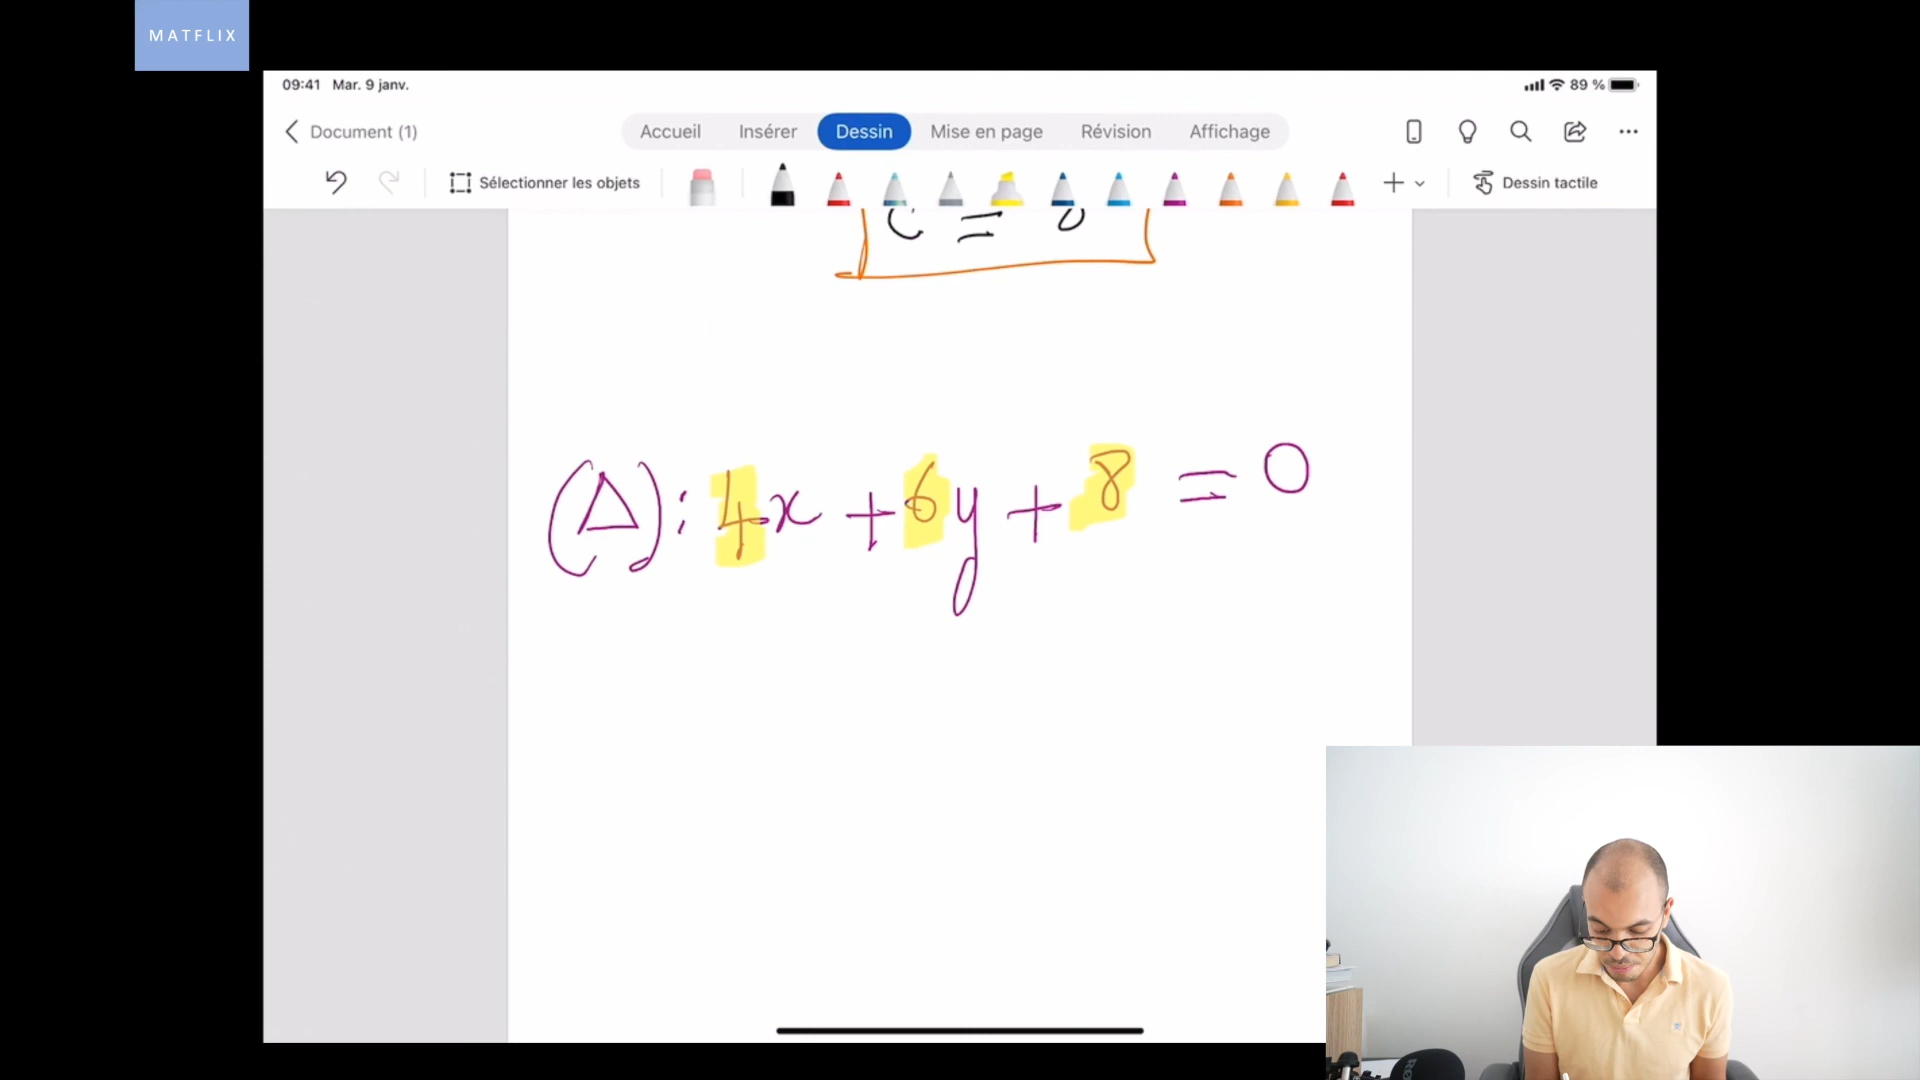 MATFLIX
09:41 Mar. 9 janv.
89 %
Document (1)
Accueil Insérer Dessin Mise en page Révision Affichage
Sélectionner les objets
Dessin tactile
C = 8
(Δ): 4x + 6y + 8 = 0